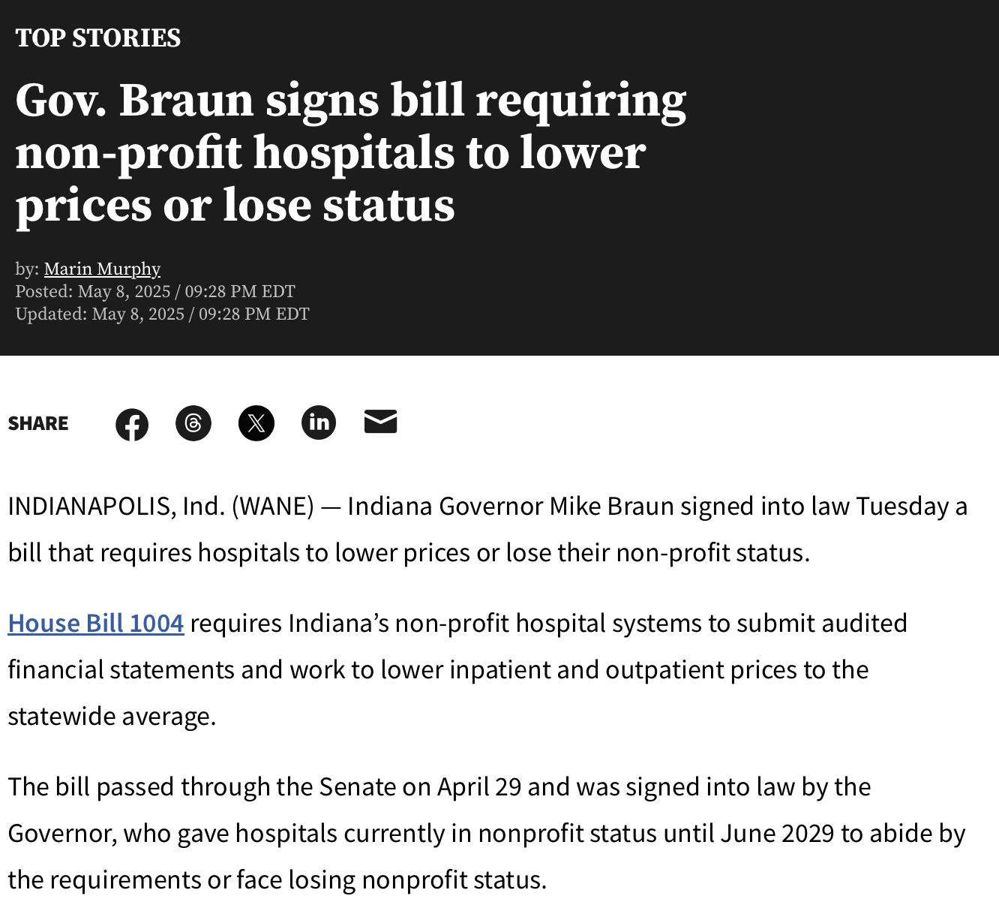 TOP STORIES
Gov. Braun signs bill requiring
non-profit hospitals to lower
prices or lose status
by: Marin Murphy
Posted: May 8, 2025 / 09:28 PM EDT
Updated: May 8, 2025 / 09:28 PM EDT
SHARE
INDIANAPOLIS, Ind. (WANE) — Indiana Governor Mike Braun signed into law Tuesday a
bill that requires hospitals to lower prices or lose their non-profit status.
House Bill 1004 requires Indiana’s non-profit hospital systems to submit audited
financial statements and work to lower inpatient and outpatient prices to the
statewide average.
The bill passed through the Senate on April 29 and was signed into law by the
Governor, who gave hospitals currently in nonprofit status until June 2029 to abide by
the requirements or face losing nonprofit status.